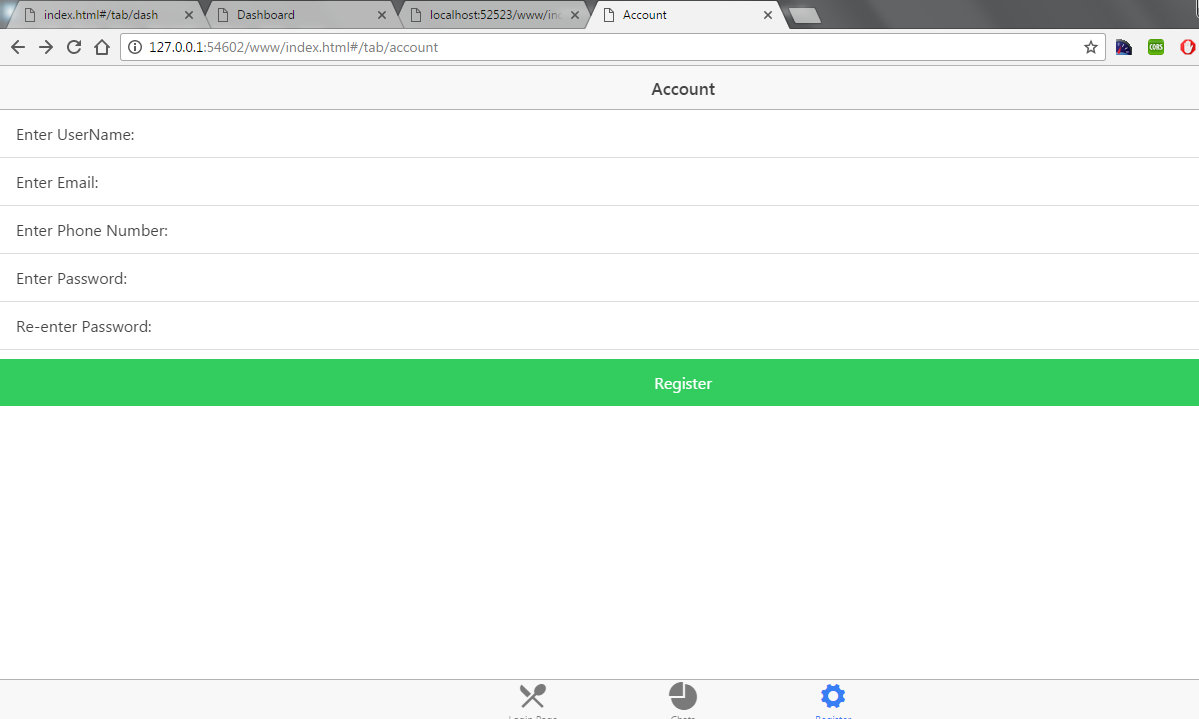 index.html#/tab/dash
Dashboard
localhost:52523/www/in
Account
127.0.0.1:54602/www/index.html#/tab/account
CORS
Account
Enter UserName:
Enter Email:
Enter Phone Number:
Enter Password:
Re-enter Password:
Register
Login Page
Chats
Register